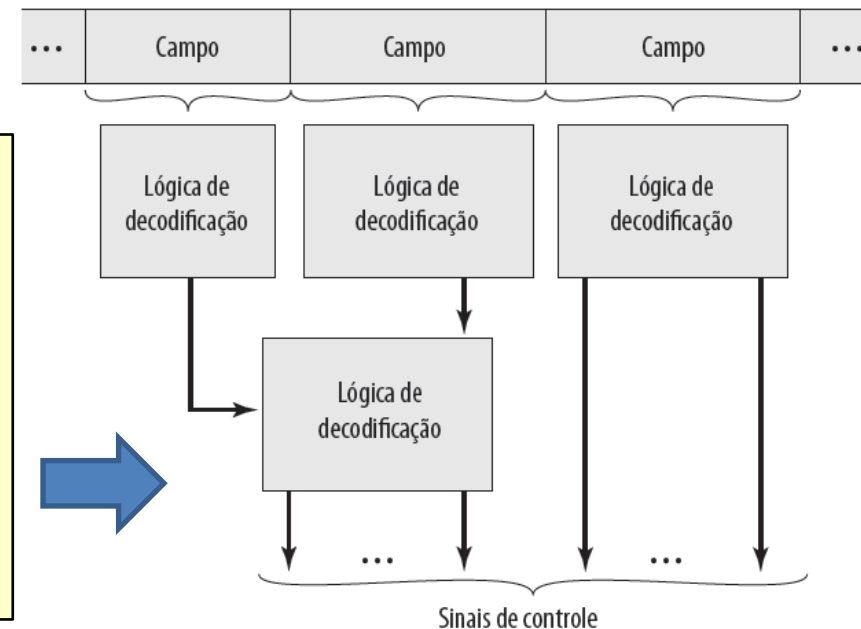 ... Campo Campo Campo ...
Lógica de
decodificação
Lógica de
decodificação
Lógica de
decodificação
Lógica de
decodificação
... ...
Sinais de controle